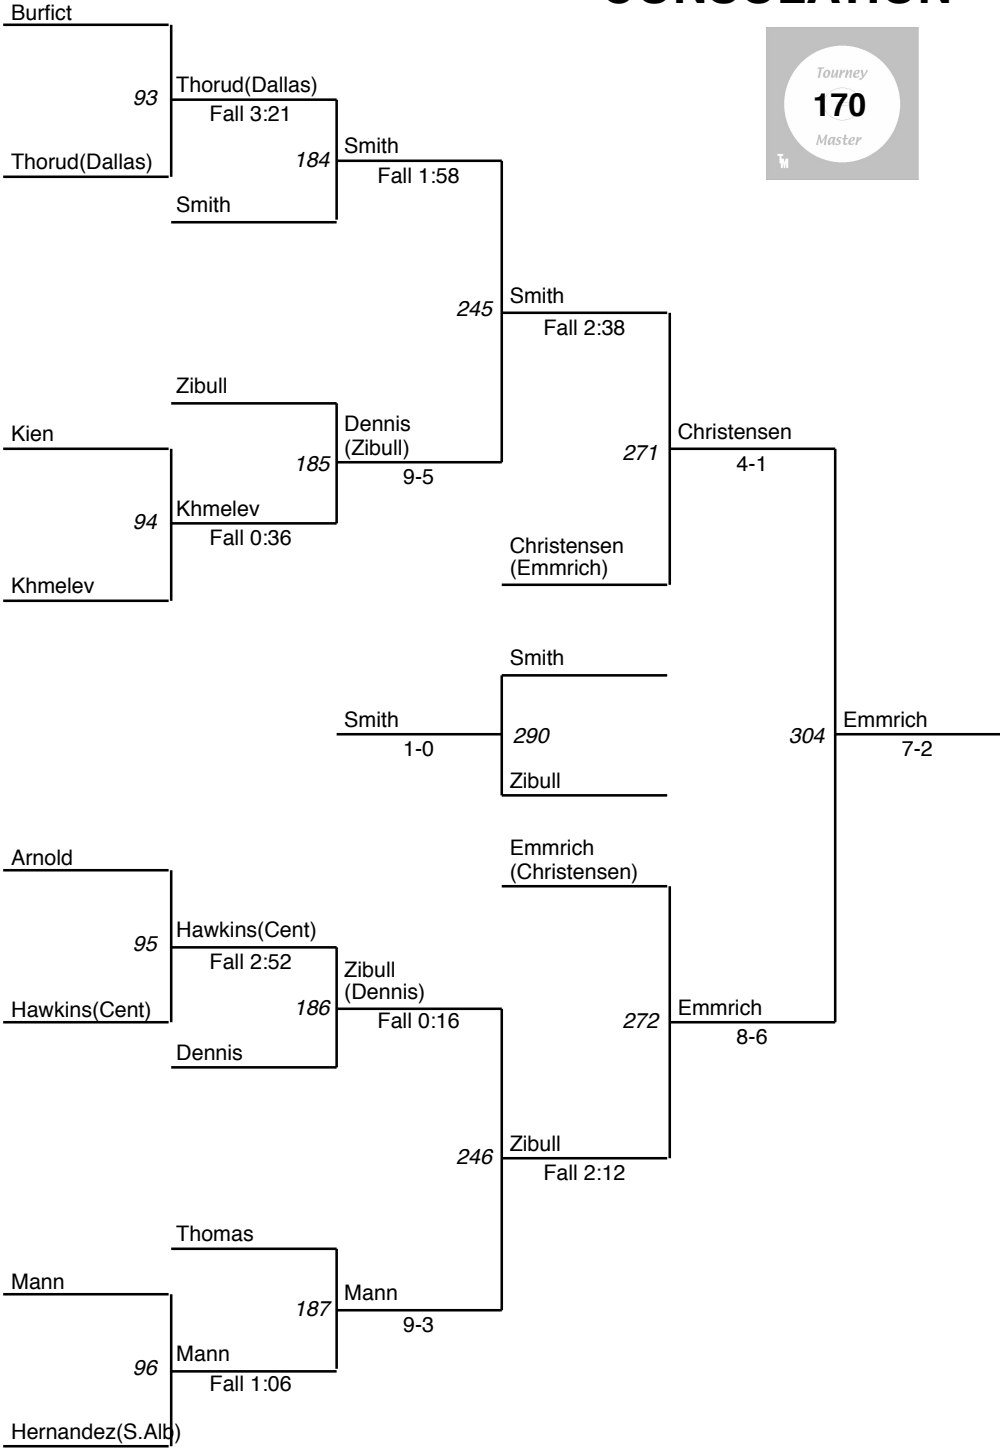 CONSOLATION
Burfict
Tourney
170
Master
TM
93
Thorud(Dallas)
Fall 3:21
Thorud(Dallas)
184
Smith
Fall 1:58
Smith
245
Smith
Fall 2:38
Zibull
Kien
Dennis
(Zibull)
185
9-5
271
Christensen
4-1
94
Khmelev
Fall 0:36
Christensen
(Emmrich)
Khmelev
Smith
Smith
1-0
290
304
Emmrich
7-2
Zibull
Emmrich
(Christensen)
Arnold
95
Hawkins(Cent)
Fall 2:52
Zibull
(Dennis)
Hawkins(Cent)
186
Fall 0:16
272
Emmrich
8-6
Dennis
246
Zibull
Fall 2:12
Thomas
Mann
187
Mann
9-3
96
Mann
Fall 1:06
Hernandez(S.Alb)